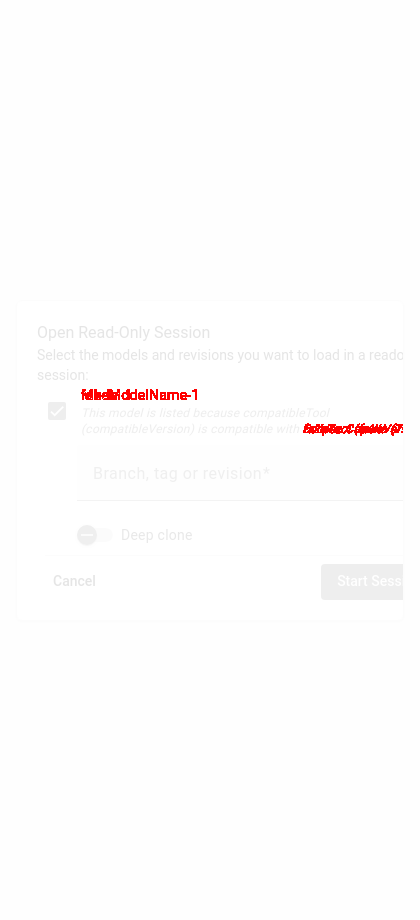 Open Read-Only Session
Select the models and revisions you want to load in a reado
session:
This model is listed because compatibleTool
(compatibleVersion) is compatible with
Branch, tag or revision*
Deep clone
Cancel
Start Sess